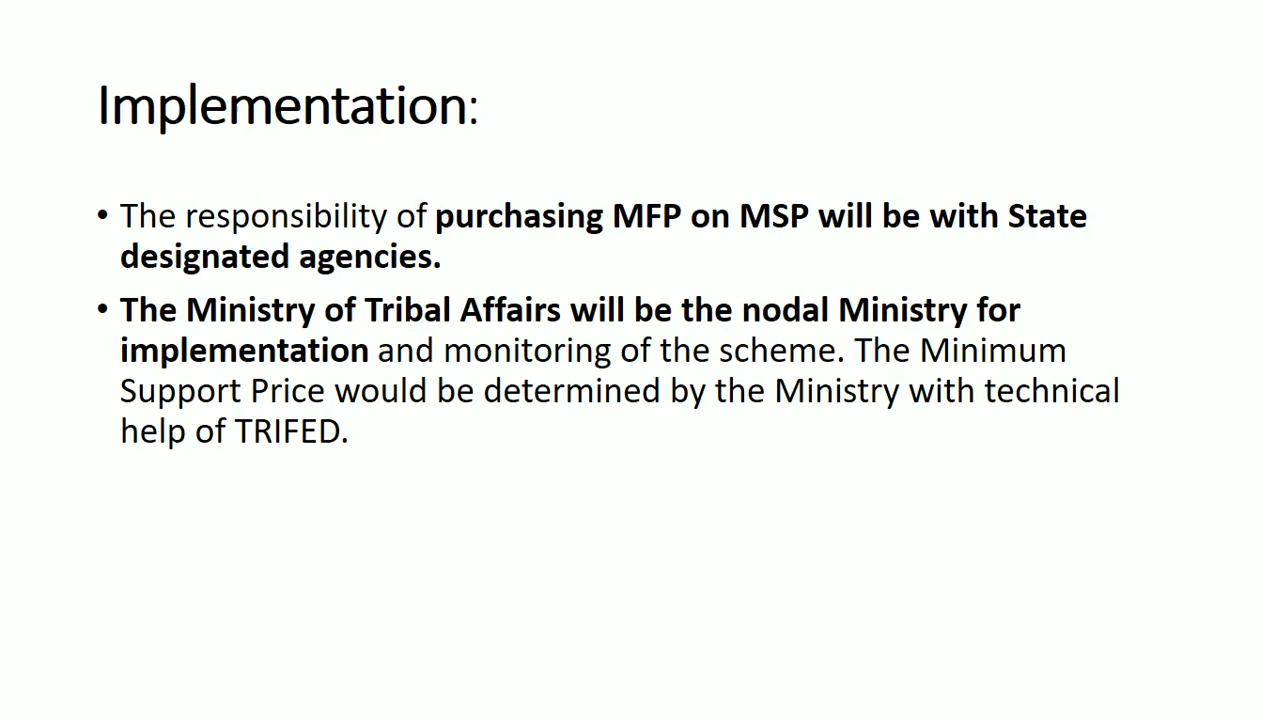 Implementation:
• The responsibility of purchasing MFP on MSP will be with State
designated agencies.
• The Ministry of Tribal Affairs will be the nodal Ministry for
implementation and monitoring of the scheme. The Minimum
Support Price would be determined by the Ministry with technical
help of TRIFED.